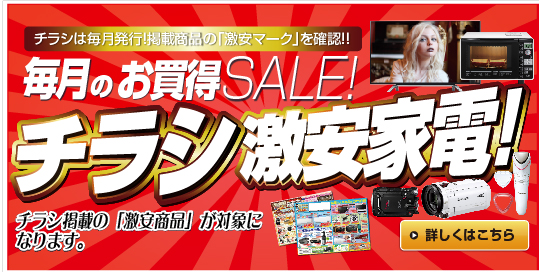 チラシは毎月発行!掲載商品の「激安マーク」を確認!!
毎月のお買得SALE!
チラシ激安家電!
チラシ掲載の「激安商品」が対象に
なります。
詳しくはこちら